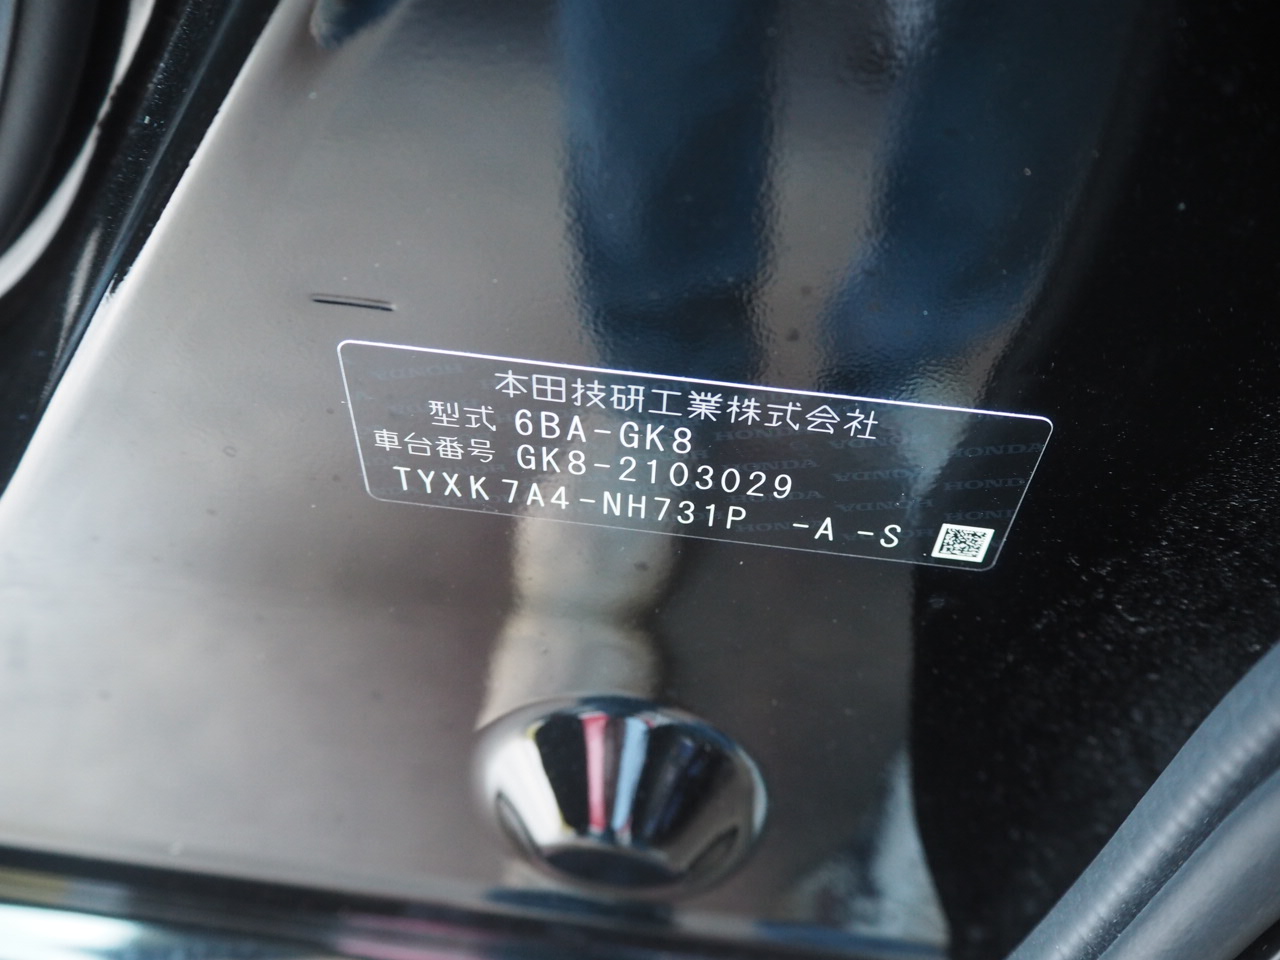 本田技研工業株式会社
型式 6BA-GK8
車台番号 GK8-2103029
TYXK7A4-NH731P -A -S